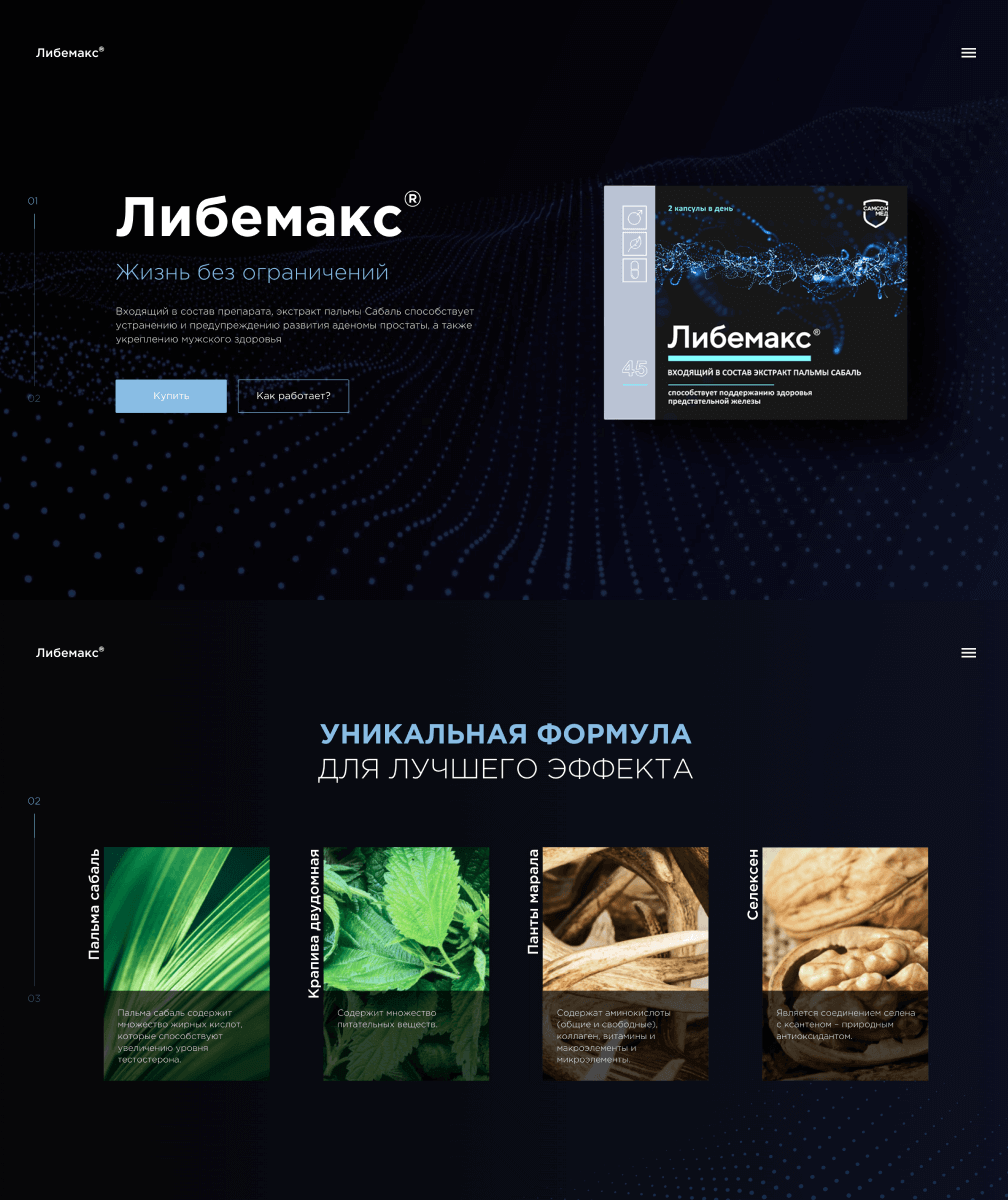 Либемакс®
01
Либемакс®
Жизнь без ограничений
Входящий в состав препарата, экстракт пальмы Сабаль способствует
устранению и предупреждению развития аденомы простаты, а также
укреплению мужского здоровья
02
Купить
Как работает?
2 капсулы в день
САМСОН
МЕД
Либемакс®
45
ВХОДЯЩИЙ В СОСТАВ ЭКСТРАКТ ПАЛЬМЫ САБАЛЬ
способствует поддержанию здоровья
предстательной железы
Либемакс®
УНИКАЛЬНАЯ ФОРМУЛА
ДЛЯ ЛУЧШЕГО ЭФФЕКТА
02
03
Пальма сабаль
Пальма сабаль содержит
множество жирных кислот,
которые способствуют
увеличению уровня
тестостерона.
Крапива двудомная
Содержит множество
питательных веществ.
Панты марала
Содержат аминокислоты
(общие и свободные),
коллаген, витамины и
макроэлементы и
микроэлементы.
Селексен
Является соединением селена
с ксантеном – природным
антиоксидантом.